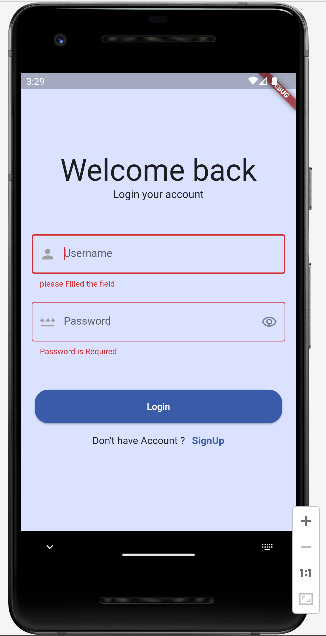 3:29
DEBUG
Welcome back
Login your account
Username
please Filled the field
Password
Password is Required
Login
Don't have Account ? SignUp
1:1